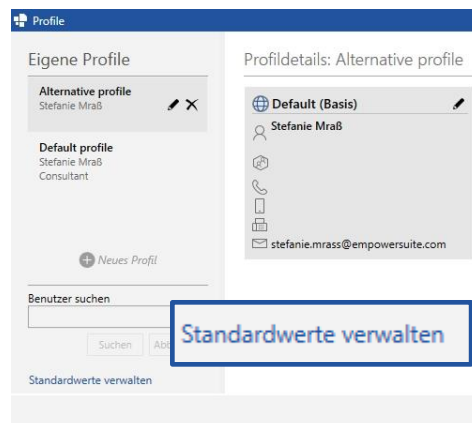 Profile
Eigene Profile
Alternative profile
Stefanie Mraß
Default profile
Stefanie Mraß
Consultant
Neues Profil
Benutzer suchen
Suchen
Standardwerte verwalten
Profildetails: Alternative profile
Default (Basis)
Stefanie Mraß
stefanie.mrass@empowersuite.com
Standardwerte verwalten